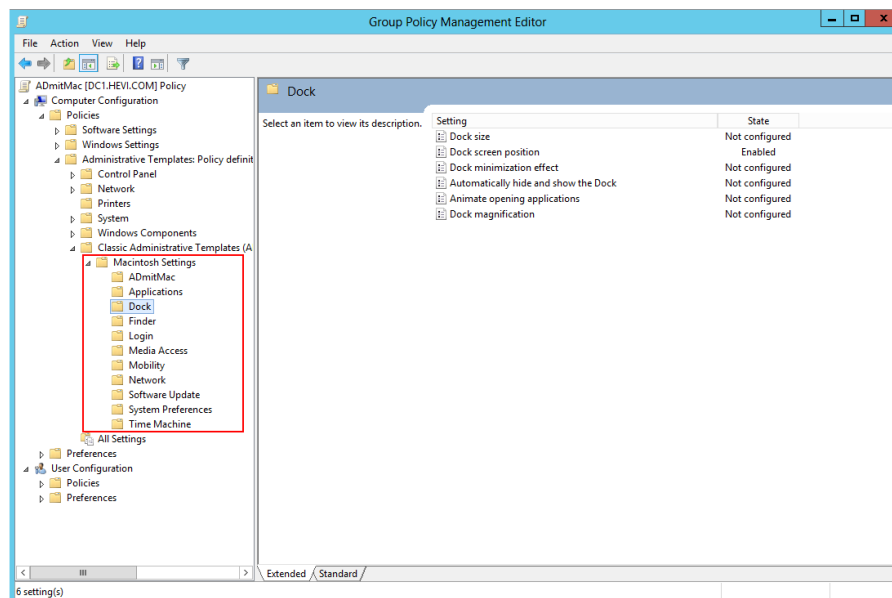 Group Policy Management Editor
File Action View Help
ADmitMac [DC1.HEVI.COM] Policy
Computer Configuration
Policies
Software Settings
Windows Settings
Administrative Templates: Policy definit
Control Panel
Network
Printers
System
Windows Components
Classic Administrative Templates (A
Macintosh Settings
ADmitMac
Applications
Dock
Finder
Login
Media Access
Mobility
Network
Software Update
System Preferences
Time Machine
All Settings
Preferences
User Configuration
Policies
Preferences
Dock
Select an item to view its description.
Setting State
Dock size Not configured
Dock screen position Enabled
Dock minimization effect Not configured
Automatically hide and show the Dock Not configured
Animate opening applications Not configured
Dock magnification Not configured
Extended Standard
6 setting(s)